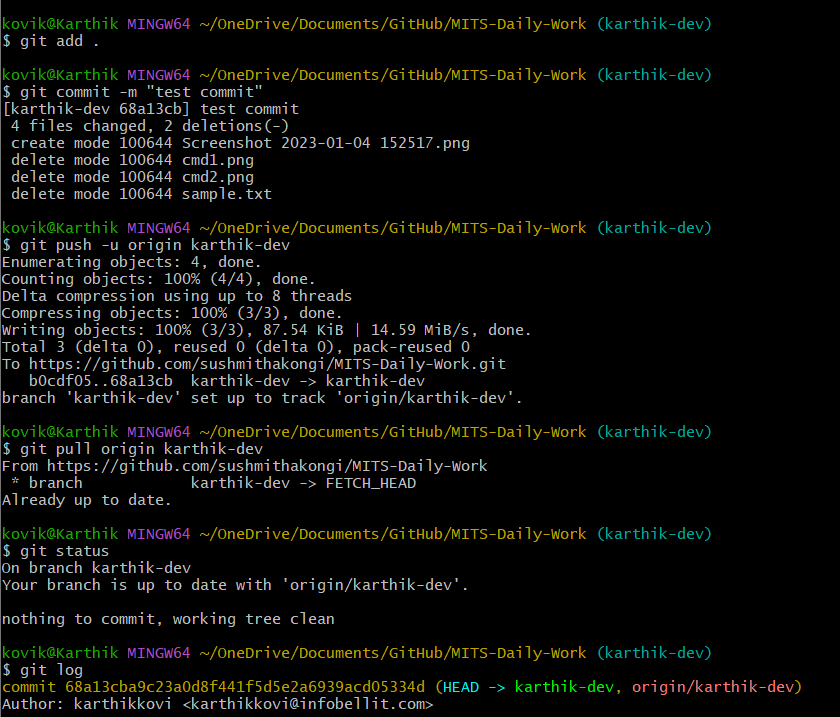 kovik@Karthik MINGW64 ~/OneDrive/Documents/GitHub/MITS-Daily-Work (karthik-dev)
$ git add .
kovik@Karthik MINGW64 ~/OneDrive/Documents/GitHub/MITS-Daily-Work (karthik-dev)
$ git commit -m "test commit"
[karthik-dev 68a13cb] test commit
 4 files changed, 2 deletions(-)
 create mode 100644 Screenshot 2023-01-04 152517.png
 delete mode 100644 cmd1.png
 delete mode 100644 cmd2.png
 delete mode 100644 sample.txt
kovik@Karthik MINGW64 ~/OneDrive/Documents/GitHub/MITS-Daily-Work (karthik-dev)
$ git push -u origin karthik-dev
Enumerating objects: 4, done.
Counting objects: 100% (4/4), done.
Delta compression using up to 8 threads
Compressing objects: 100% (3/3), done.
Writing objects: 100% (3/3), 87.54 KiB | 14.59 MiB/s, done.
Total 3 (delta 0), reused 0 (delta 0), pack-reused 0
To https://github.com/sushmithakongi/MITS-Daily-Work.git
   b0cdf05..68a13cb  karthik-dev -> karthik-dev
branch 'karthik-dev' set up to track 'origin/karthik-dev'.
kovik@Karthik MINGW64 ~/OneDrive/Documents/GitHub/MITS-Daily-Work (karthik-dev)
$ git pull origin karthik-dev
From https://github.com/sushmithakongi/MITS-Daily-Work
 * branch            karthik-dev -> FETCH_HEAD
Already up to date.
kovik@Karthik MINGW64 ~/OneDrive/Documents/GitHub/MITS-Daily-Work (karthik-dev)
$ git status
On branch karthik-dev
Your branch is up to date with 'origin/karthik-dev'.
nothing to commit, working tree clean
kovik@Karthik MINGW64 ~/OneDrive/Documents/GitHub/MITS-Daily-Work (karthik-dev)
$ git log
commit 68a13cba9c23a0d8f441f5d5e2a6939acd05334d (HEAD -> karthik-dev, origin/karthik-dev)
Author: karthikkovi <karthikkovi@infobellit.com>